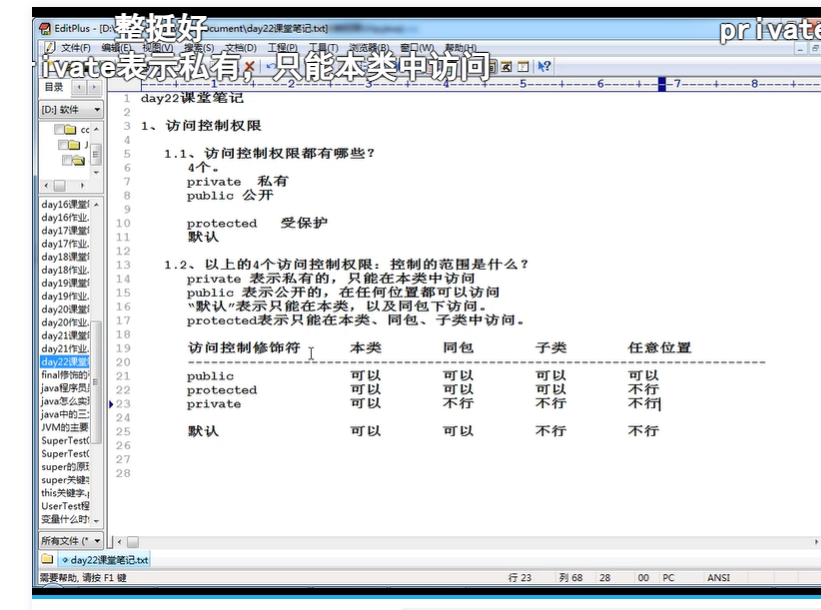 EditPlus - [D:\
ocument\day22课堂笔记.txt]
整挺好
private
文件(F) 编辑(E) 视图(V) 搜索(S) 文档(D) 工程(P) 工具(T) 浏览器(B) 窗口(W) 帮助(H)
ivate表示私有，只能本类中访问
目录
[D:] 软件
----+----1----+----2----+----3----+----4----+----5----+----6----+----7----+----8----+---
1 day22课堂笔记
2
3 1、访问控制权限
4
5 1.1、访问控制权限都有哪些？
6 4个。
7 private 私有
8 public 公开
9
10 protected 受保护
11 默认
12
13 1.2、以上的4个访问控制权限：控制的范围是什么？
14 private 表示私有的，只能在本类中访问
15 public 表示公开的，在任何位置都可以访问
16 “默认”表示只能在本类，以及同包下访问。
17 protected表示只能在本类、同包、子类中访问。
18
19 访问控制修饰符 本类 同包 子类 任意位置
20 ---------------------------------------------------------------
21 public 可以 可以 可以 可以
22 protected 可以 可以 可以 不行
23 private 可以 不行 不行 不行
24
25 默认 可以 可以 不行 不行
26
27
28
day16课堂
day16作业.
day17课堂
day17作业.
day18课堂
day18作业.
day19课堂
day19作业.
day20课堂
day20作业.
day21课堂
day21作业.
day22课堂
final修饰的
java程序员
java怎么实
java中的三
JVM的主要
SuperTest
SuperTest
super的原
super关键
this关键字.
UserTest程
变量什么时
所有文件 (*
day22课堂笔记.txt
需要帮助, 请按 F1 键 行 23 列 68 28 00 PC ANSI